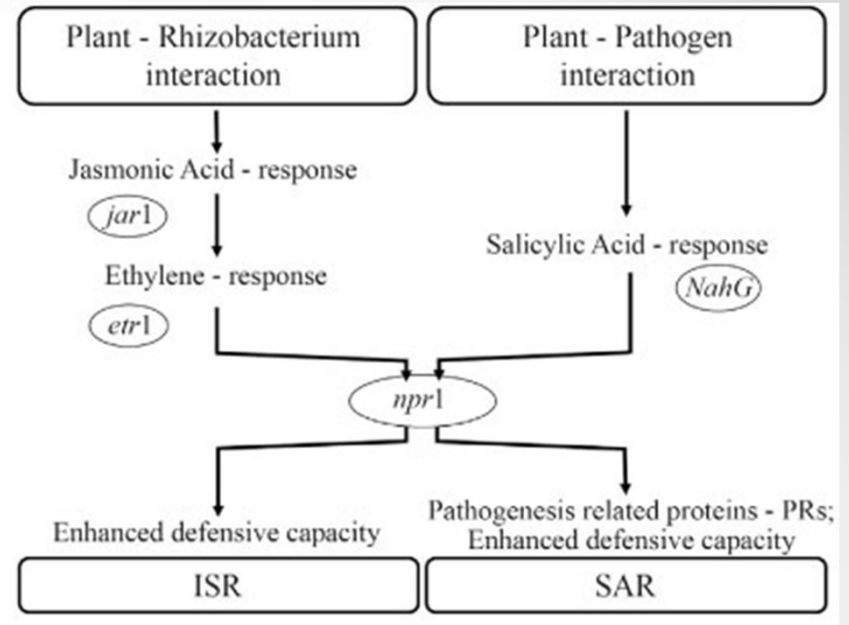 Plant - Rhizobacterium
interaction
Plant - Pathogen
interaction
Jasmonic Acid - response
jar1
Ethylene - response
etr1
Salicylic Acid - response
NahG
npr1
Enhanced defensive capacity
Pathogenesis related proteins - PRs;
Enhanced defensive capacity
ISR
SAR